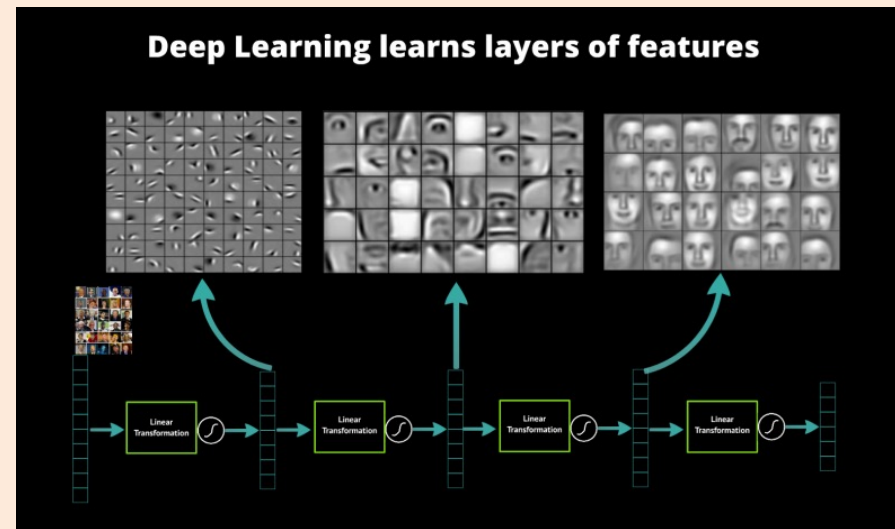 Deep Learning learns layers of features
Linear
Transformation
Linear
Transformation
Linear
Transformation
Linear
Transformation